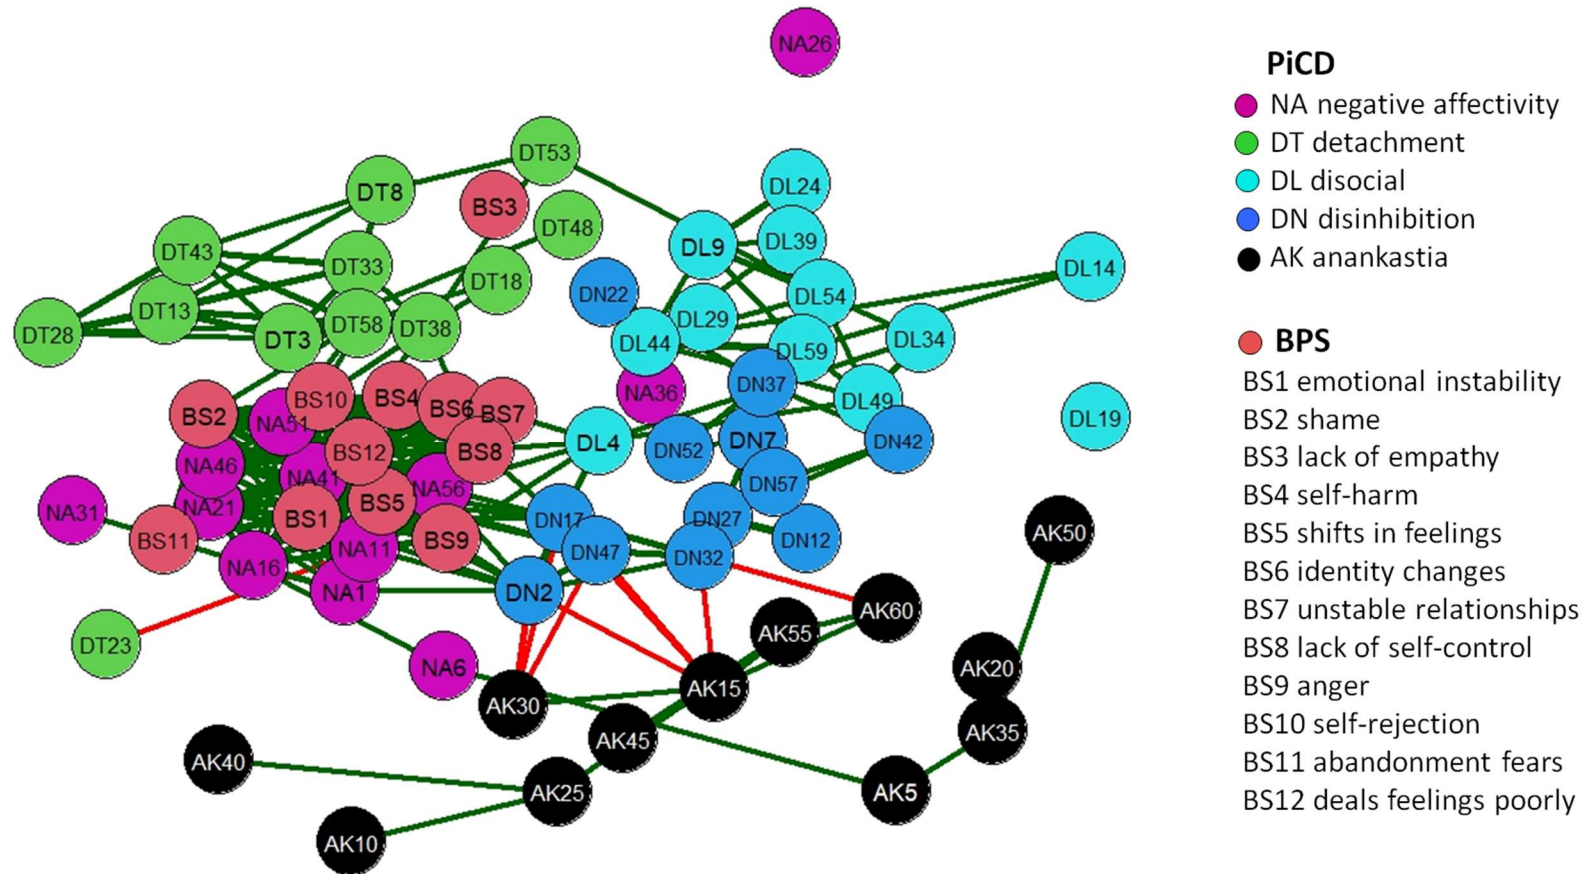 NA26
DT53
DT8
BS3
DT48
DT43
DT33
DT18
DT13
DT28
DT3
DT58
DT38
DL24
DL9
DL39
DL14
DN22
DL54
DL29
DL44
DL59
DL34
NA36
DN37
DL49
DL19
BS2
NA51
BS10
BS4
BS6
BS7
BS12
BS8
DL4
DN52
DN7
DN42
NA46
NA41
NA56
DN57
NA21
BS5
NA31
BS1
DN17
DN27
BS11
NA11
BS9
DN47
DN32
DN12
AK50
NA16
NA1
DN2
AK60
DT23
AK55
NA6
AK20
AK30
AK15
AK45
AK35
AK40
AK25
AK5
AK10
PiCD
NA negative affectivity
DT detachment
DL disocial
DN disinhibition
AK anankastia
BPS
BS1 emotional instability
BS2 shame
BS3 lack of empathy
BS4 self-harm
BS5 shifts in feelings
BS6 identity changes
BS7 unstable relationships
BS8 lack of self-control
BS9 anger
BS10 self-rejection
BS11 abandonment fears
BS12 deals feelings poorly